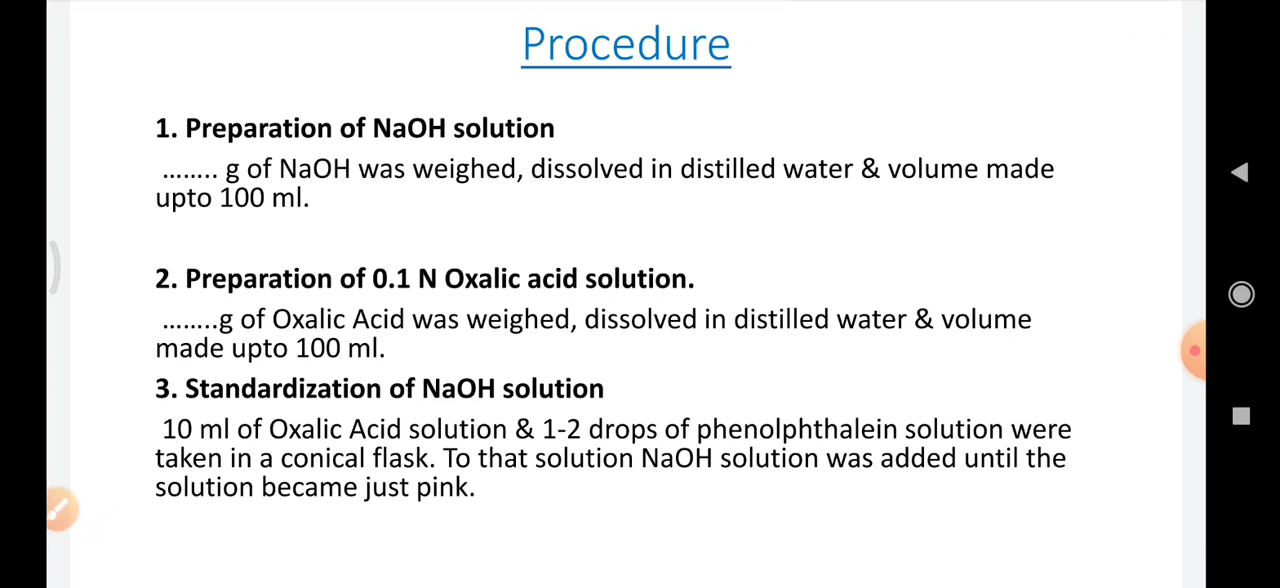 Procedure
1. Preparation of NaOH solution
........ g of NaOH was weighed, dissolved in distilled water & volume made
upto 100 ml.
2. Preparation of 0.1 N Oxalic acid solution.
........g of Oxalic Acid was weighed, dissolved in distilled water & volume
made upto 100 ml.
3. Standardization of NaOH solution
10 ml of Oxalic Acid solution & 1-2 drops of phenolphthalein solution were
taken in a conical flask. To that solution NaOH solution was added until the
solution became just pink.